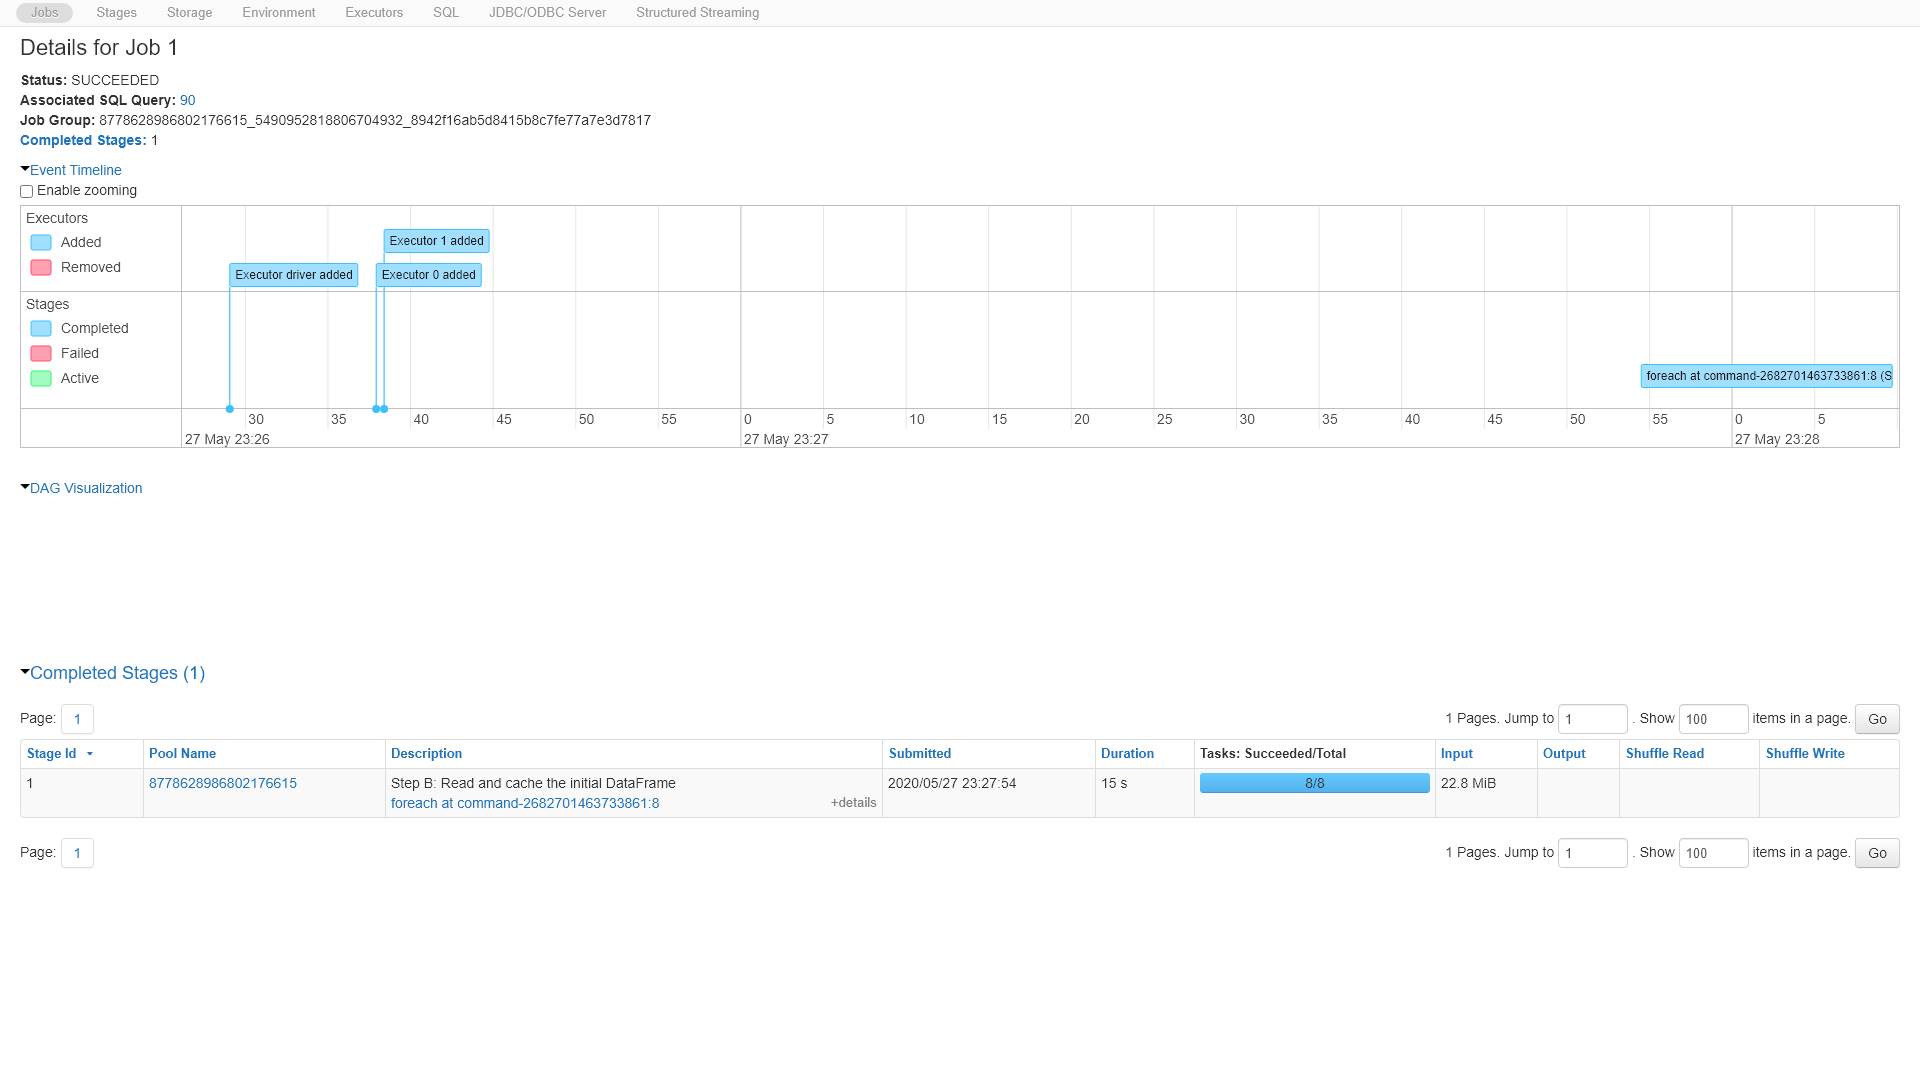 Jobs Stages Storage Environment Executors SQL JDBC/ODBC Server Structured Streaming
Details for Job 1
Status: SUCCEEDED
Associated SQL Query: 90
Job Group: 8778628986802176615_5490952818806704932_8942f16ab5d8415b8c7fe77a7e3d7817
Completed Stages: 1
Event Timeline
Enable zooming
Executors
Added
Removed
Executor 1 added
Executor driver added
Executor 0 added
Stages
Completed
Failed
Active
foreach at command-2682701463733861:8 (S
30 35 40 45 50 55 0 5 10 15 20 25 30 35 40 45 50 55 0 5
27 May 23:26 27 May 23:27 27 May 23:28
DAG Visualization
Completed Stages (1)
Page: 1 1 Pages. Jump to 1 . Show 100 items in a page. Go
Stage Id Pool Name Description Submitted Duration Tasks: Succeeded/Total Input Output Shuffle Read Shuffle Write
1 8778628986802176615 Step B: Read and cache the initial DataFrame 2020/05/27 23:27:54 15 s 8/8 22.8 MiB
foreach at command-2682701463733861:8 +details
Page: 1 1 Pages. Jump to 1 . Show 100 items in a page. Go